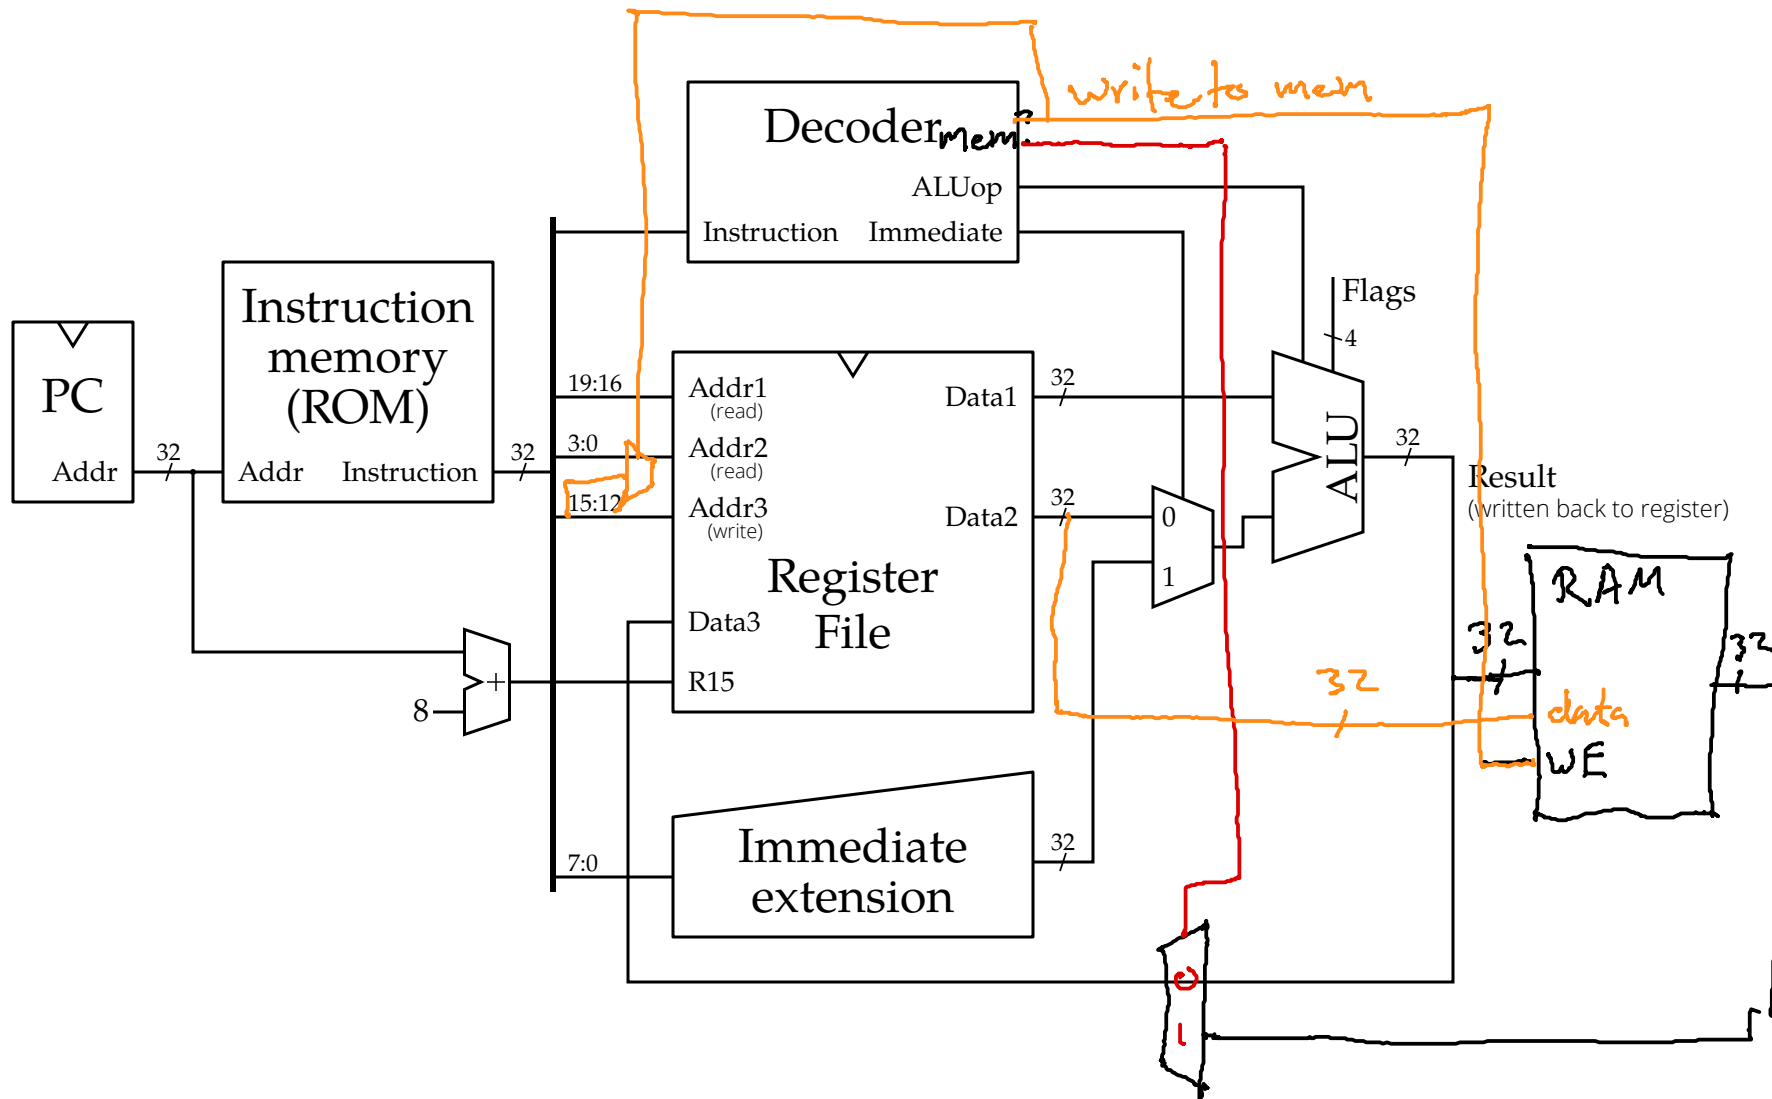 write to mem
Decoder
mem?
ALUop
Instruction Immediate
Flags
4
Instruction
memory
(ROM)
Addr Instruction
32
PC
Addr
32
19:16
Addr1
(read)
Data1
32
3:0
Addr2
(read)
15:12
Addr3
(write)
Data2
32
0
1
ALU
32
Result
(written back to register)
Register
File
Data3
R15
+
8
RAM
32
32
data
WE
32
7:0
Immediate
extension
32
0
1